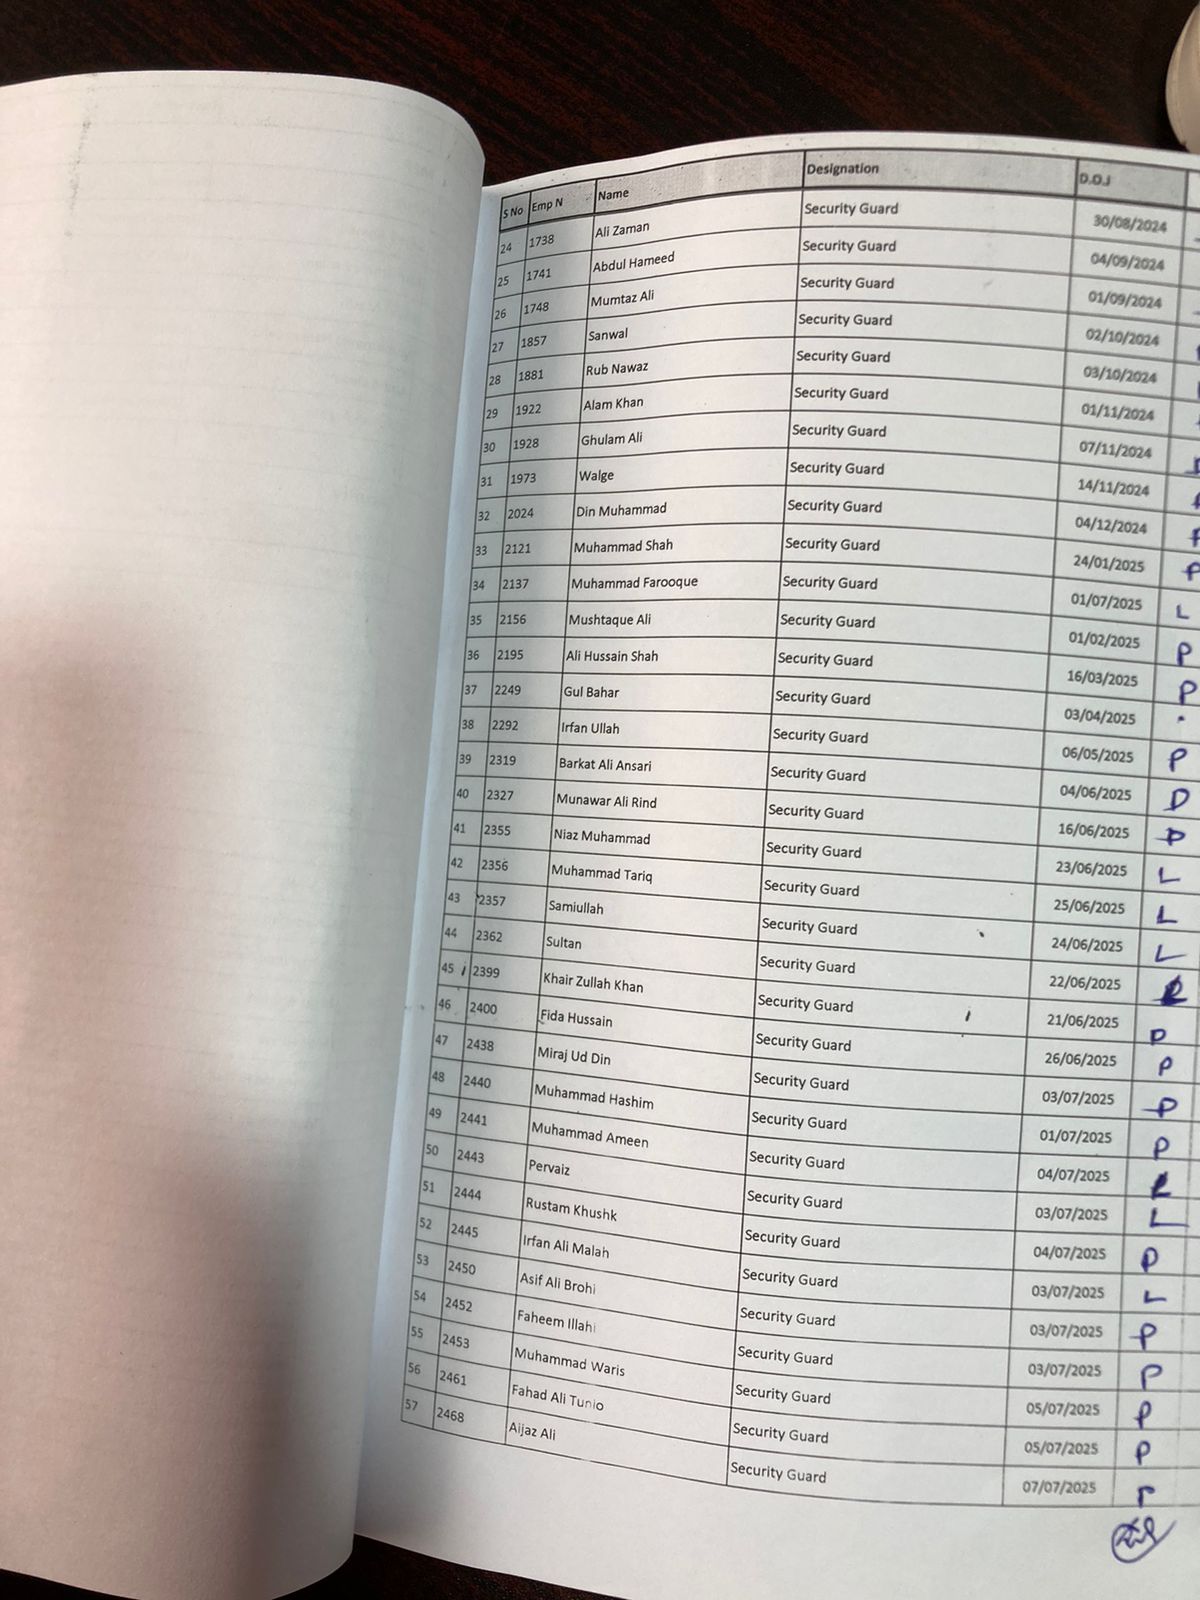 S No Emp N Name Designation D.O.J
24 1738 Ali Zaman Security Guard 30/08/2024
25 1741 Abdul Hameed Security Guard 04/09/2024
26 1748 Mumtaz Ali Security Guard 01/09/2024
27 1857 Sanwal Security Guard 02/10/2024
28 1881 Rub Nawaz Security Guard 03/10/2024
29 1922 Alam Khan Security Guard 01/11/2024
30 1928 Ghulam Ali Security Guard 07/11/2024
31 1973 Walge Security Guard 14/11/2024
32 2024 Din Muhammad Security Guard 04/12/2024
33 2121 Muhammad Shah Security Guard 24/01/2025 P
34 2137 Muhammad Farooque Security Guard 01/07/2025 L
35 2156 Mushtaque Ali Security Guard 01/02/2025 P
36 2195 Ali Hussain Shah Security Guard 16/03/2025 P
37 2249 Gul Bahar Security Guard 03/04/2025
38 2292 Irfan Ullah Security Guard 06/05/2025 P
39 2319 Barkat Ali Ansari Security Guard 04/06/2025 P
40 2327 Munawar Ali Rind Security Guard 16/06/2025 P
41 2355 Niaz Muhammad Security Guard 23/06/2025 L
42 2356 Muhammad Tariq Security Guard 25/06/2025 L
43 2357 Samiullah Security Guard 24/06/2025 L
44 2362 Sultan Security Guard 22/06/2025
45 2399 Khair Zullah Khan Security Guard 21/06/2025 P
46 2400 Fida Hussain Security Guard 26/06/2025 P
47 2438 Miraj Ud Din Security Guard 03/07/2025 P
48 2440 Muhammad Hashim Security Guard 01/07/2025 P
49 2441 Muhammad Ameen Security Guard 04/07/2025
50 2443 Pervaiz Security Guard 03/07/2025 L
51 2444 Rustam Khushk Security Guard 04/07/2025 P
52 2445 Irfan Ali Malah Security Guard 03/07/2025 L
53 2450 Asif Ali Brohi Security Guard 03/07/2025 P
54 2452 Faheem Illahi Security Guard 03/07/2025 P
55 2453 Muhammad Waris Security Guard 05/07/2025 P
56 2461 Fahad Ali Tunio Security Guard 05/07/2025 P
57 2468 Aijaz Ali Security Guard 07/07/2025